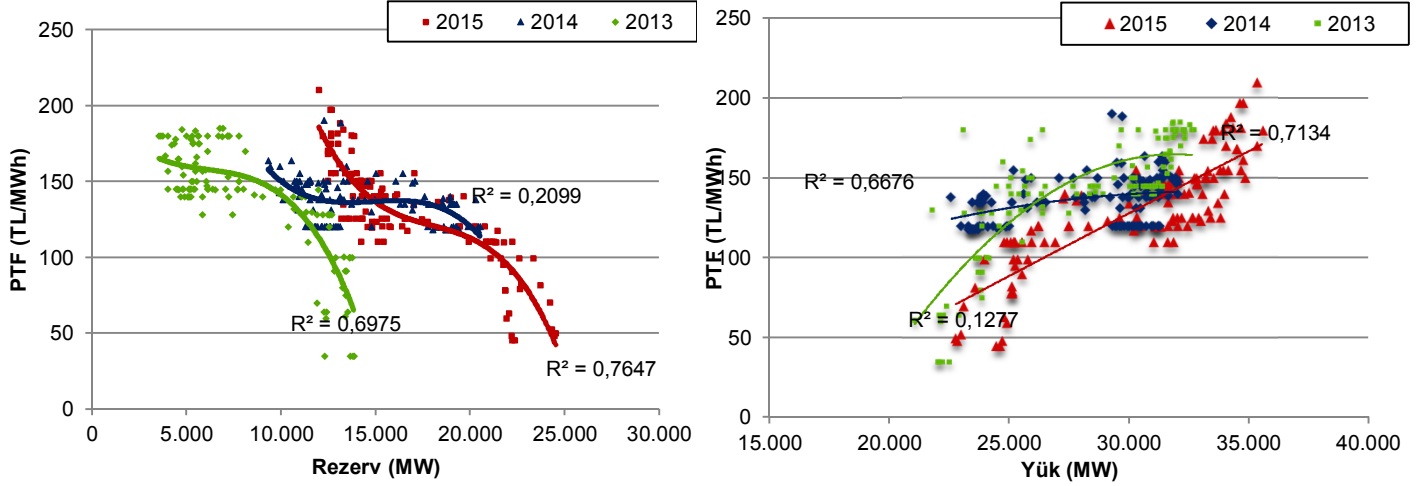 2015 2014 2013
250
200
150
100
50
0
PTF (TL/MWh)
R² = 0,2099
R² = 0,6975
R² = 0,7647
0 5.000 10.000 15.000 20.000 25.000 30.000
Rezerv (MW)
2015 2014 2013
250
200
150
100
50
0
PTF (TL/MWh)
R² = 0,7134
R² = 0,6676
R² = 0,1277
15.000 20.000 25.000 30.000 35.000 40.000
Yük (MW)